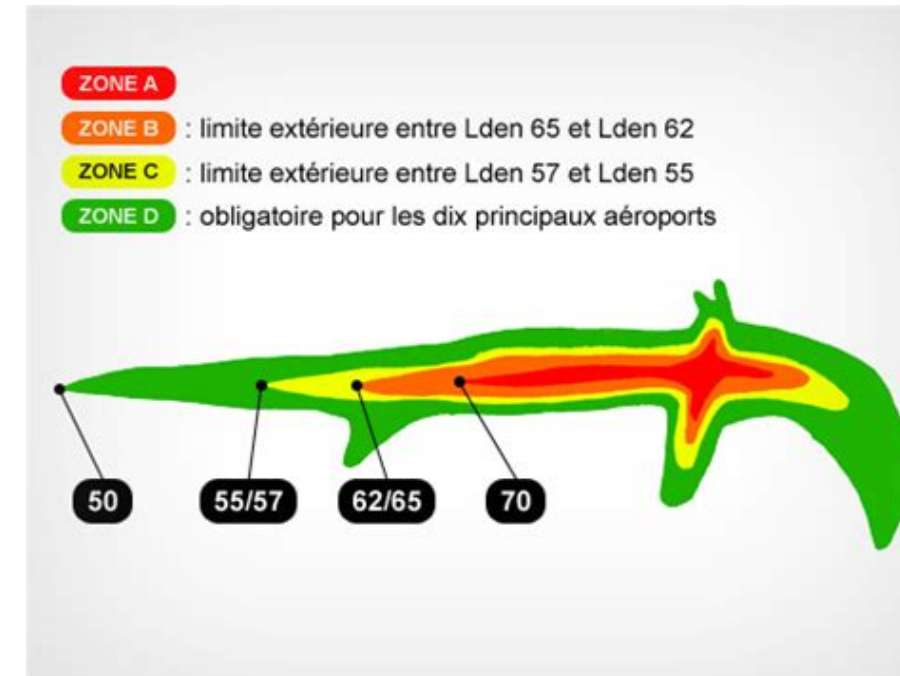 ZONE A
ZONE B : limite extérieure entre Lden 65 et Lden 62
ZONE C : limite extérieure entre Lden 57 et Lden 55
ZONE D : obligatoire pour les dix principaux aéroports
50
55/57
62/65
70